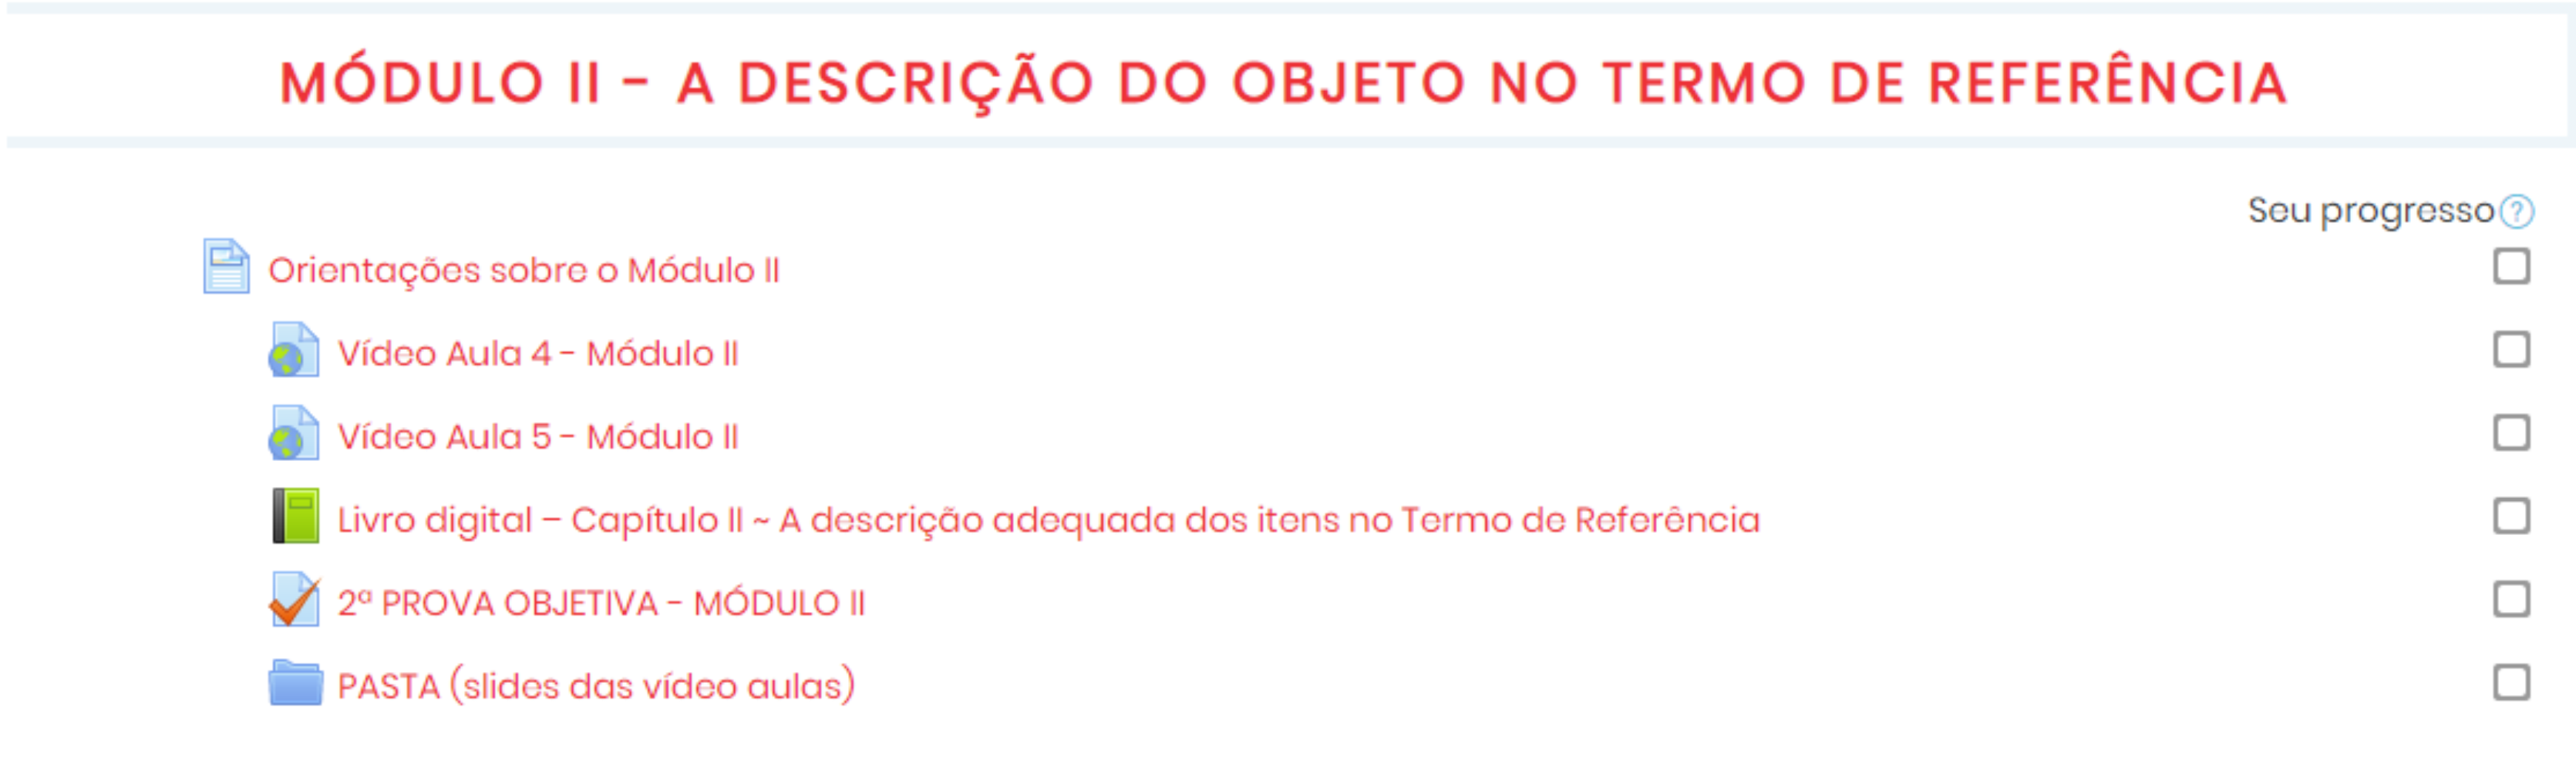 MÓDULO II - A DESCRIÇÃO DO OBJETO NO TERMO DE REFERÊNCIA
Seu progresso ?
Orientações sobre o Módulo II
Vídeo Aula 4 - Módulo II
Vídeo Aula 5 - Módulo II
Livro digital – Capítulo II ~ A descrição adequada dos itens no Termo de Referência
2ª PROVA OBJETIVA - MÓDULO II
PASTA (slides das vídeo aulas)